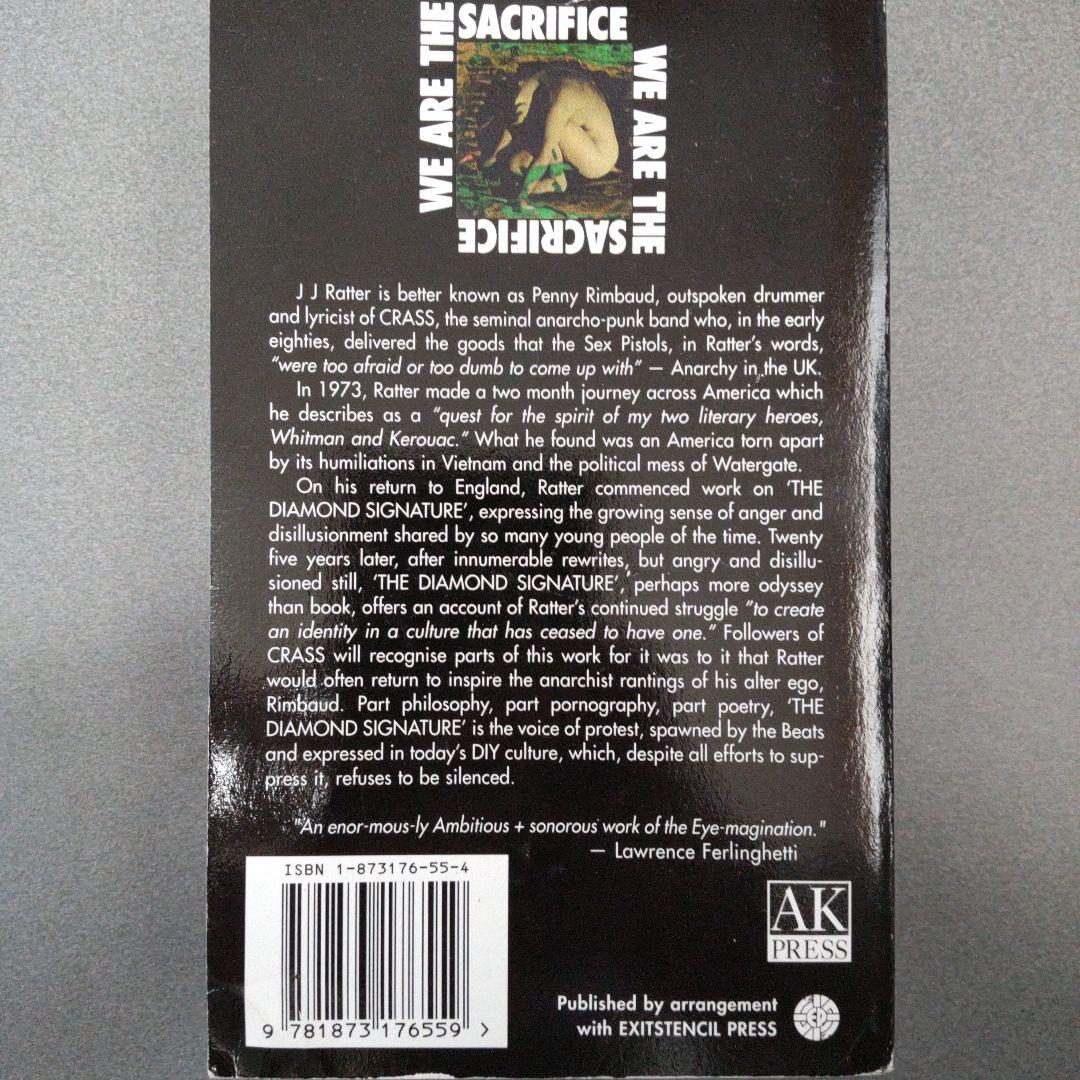 WE ARE THE
SACRIFICE
WE ARE THE
SACRIFICE
J J Ratter is better known as Penny Rimbaud, outspoken drummer
and lyricist of CRASS, the seminal anarcho-punk band who, in the early
eighties, delivered the goods that the Sex Pistols, in Ratter's words,
"were too afraid or too dumb to come up with" — Anarchy in the UK.
In 1973, Ratter made a two month journey across America which
he describes as a "quest for the spirit of my two literary heroes,
Whitman and Kerouac." What he found was an America torn apart
by its humiliations in Vietnam and the political mess of Watergate.
On his return to England, Ratter commenced work on 'THE
DIAMOND SIGNATURE', expressing the growing sense of anger and
disillusionment shared by so many young people of the time. Twenty
five years later, after innumerable rewrites, but angry and disillu-
sioned still, 'THE DIAMOND SIGNATURE', perhaps more odyssey
than book, offers an account of Ratter's continued struggle "to create
an identity in a culture that has ceased to have one." Followers of
CRASS will recognise parts of this work for it was to it that Ratter
would often return to inspire the anarchist rantings of his alter ego,
Rimbaud. Part philosophy, part pornography, part poetry, 'THE
DIAMOND SIGNATURE' is the voice of protest, spawned by the Beats
and expressed in today's DIY culture, which, despite all efforts to sup-
press it, refuses to be silenced.
"An enor-mous-ly Ambitious + sonorous work of the Eye-magination."
— Lawrence Ferlinghetti
ISBN 1-873176-55-4
9 781873 176559 >
AK
PRESS
Published by arrangement
with EXITSTENCIL PRESS